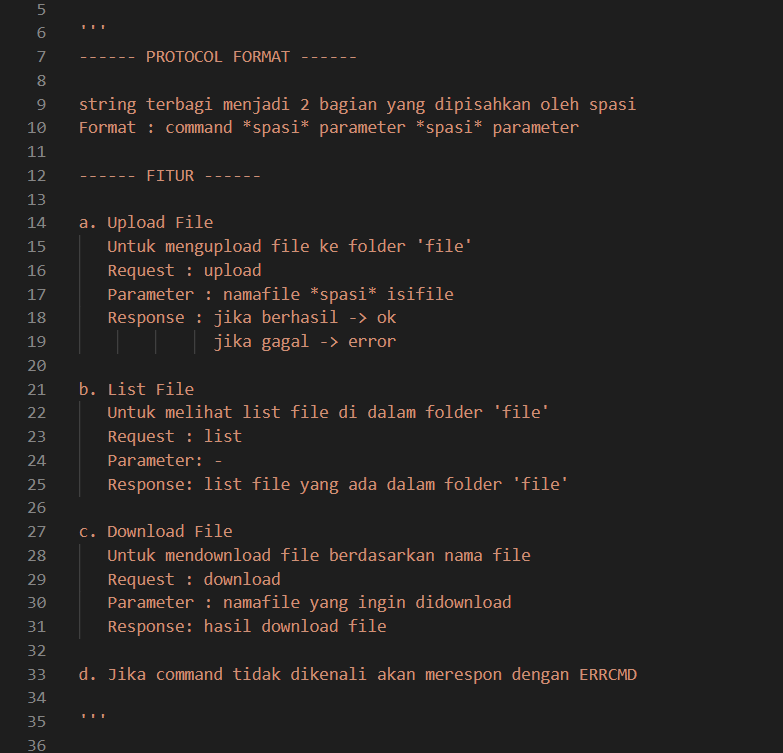 5
6 '''
7 ------ PROTOCOL FORMAT ------
8
9 string terbagi menjadi 2 bagian yang dipisahkan oleh spasi
10 Format : command *spasi* parameter *spasi* parameter
11
12 ------ FITUR ------
13
14 a. Upload File
15 Untuk mengupload file ke folder 'file'
16 Request : upload
17 Parameter : namafile *spasi* isifile
18 Response : jika berhasil -> ok
19 jika gagal -> error
20
21 b. List File
22 Untuk melihat list file di dalam folder 'file'
23 Request : list
24 Parameter: -
25 Response: list file yang ada dalam folder 'file'
26
27 c. Download File
28 Untuk mendownload file berdasarkan nama file
29 Request : download
30 Parameter : namafile yang ingin didownload
31 Response: hasil download file
32
33 d. Jika command tidak dikenali akan merespon dengan ERRCMD
34
35 '''
36